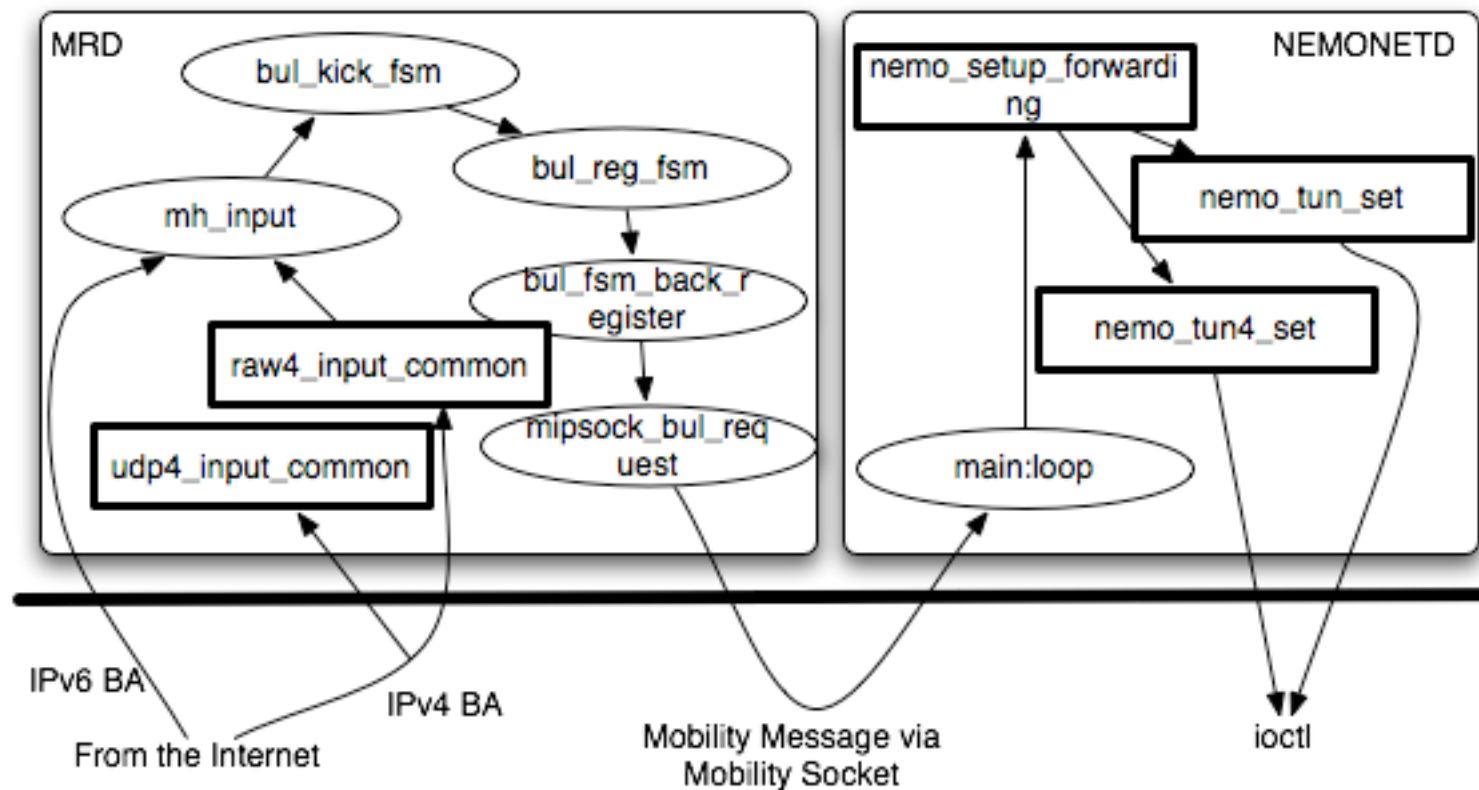 MRD
bul_kick_fsm
bul_reg_fsm
mh_input
bul_fsm_back_r
egister
raw4_input_common
mipsock_bul_req
uest
udp4_input_common
NEMONETD
nemo_setup_forwardi
ng
nemo_tun_set
nemo_tun4_set
main:loop
IPv6 BA
IPv4 BA
From the Internet
Mobility Message via
Mobility Socket
ioctl